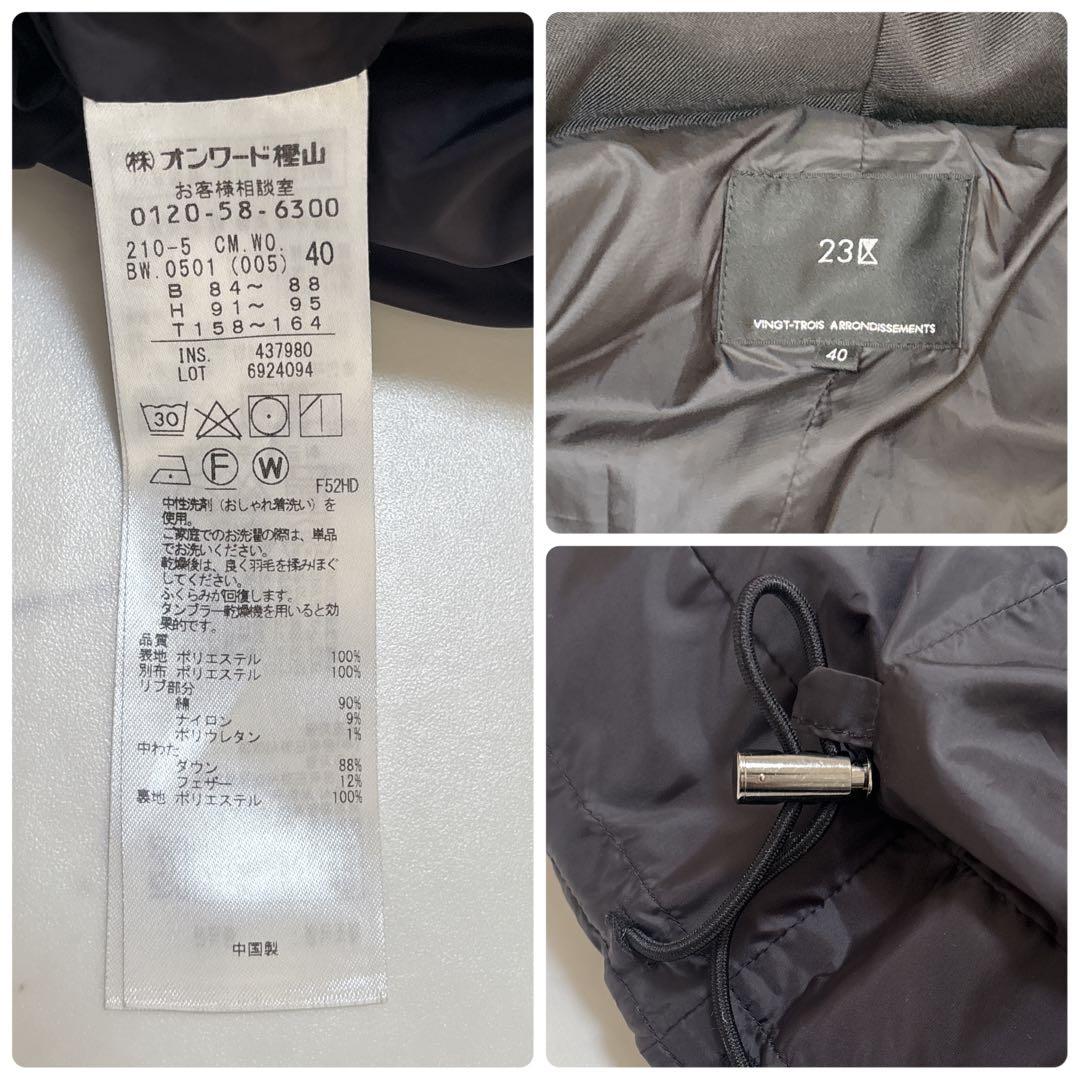 (株)オンワード樫山
お客様相談室
0120-58-6300
210-5 CM.WO.
BW.0501 (005) 40
B 84～ 88
H 91～ 95
T158～164
INS. 437980
LOT 6924094
30
F W
F52HD
中性洗剤(おしゃれ着洗い)を
使用。
ご家庭でのお洗濯の際は、単品
でお洗いください。
乾燥後は、良く羽毛を揉みほぐ
してください。
ふくらみが回復します。
タンブラー乾燥機を用いると効
果的です。
品質
表地 ポリエステル 100%
別布 ポリエステル 100%
リブ部分
綿 90%
ナイロン 9%
ポリウレタン 1%
中わた
ダウン 88%
フェザー 12%
裏地 ポリエステル 100%
中国製
23区
VINGT-TROIS ARRONDISSEMENTS
40